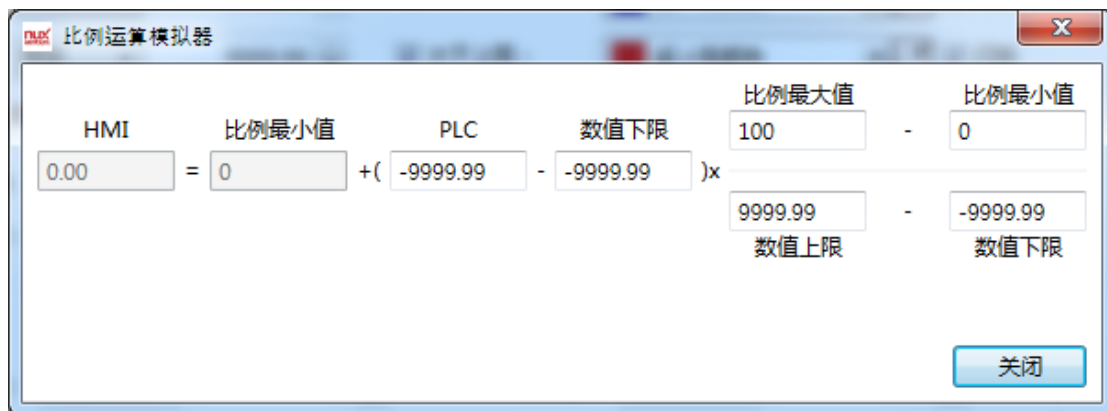 比例运算模拟器
比例最大值 比例最小值
HMI 比例最小值 PLC 数值下限 100 - 0
0.00 = 0 +( -9999.99 - -9999.99 )x
9999.99 - -9999.99
数值上限 数值下限
关闭